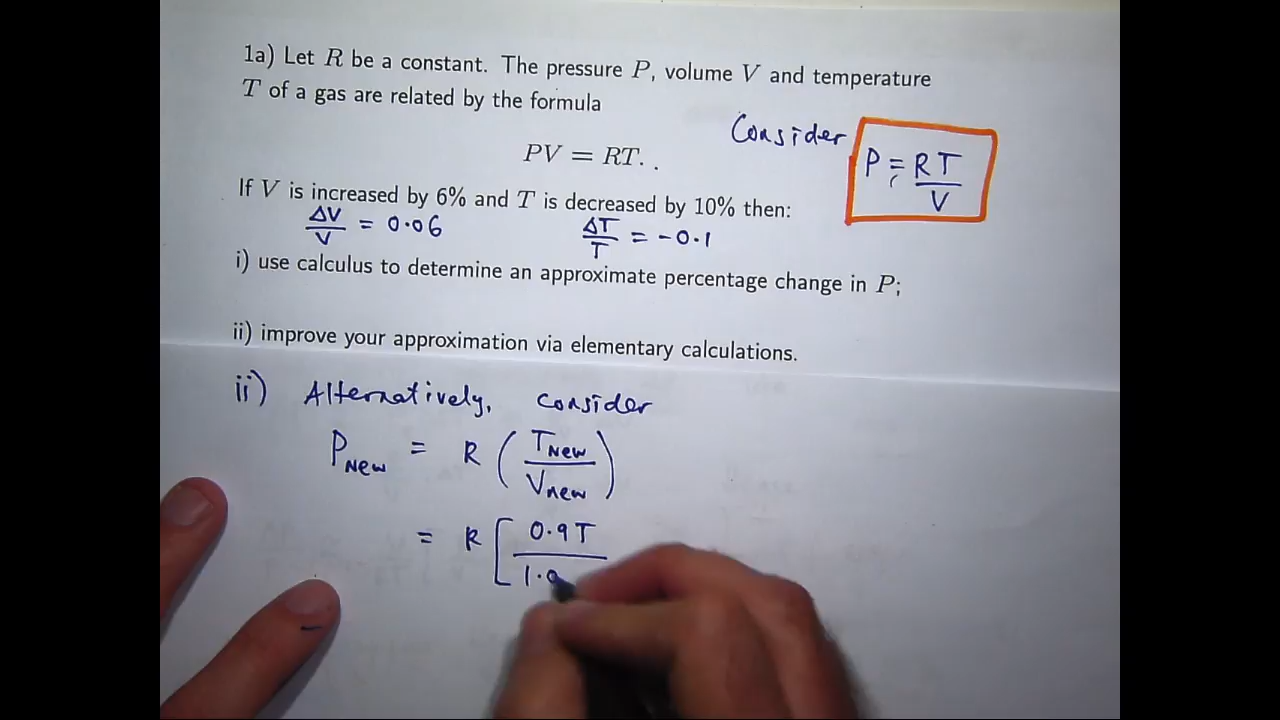 1a) Let R be a constant. The pressure P, volume V and temperature
T of a gas are related by the formula
Consider
P = RT
V
PV = RT. .
If V is increased by 6% and T is decreased by 10% then:
ΔV
V
= 0.06
ΔT
T
= -0.1
i) use calculus to determine an approximate percentage change in P;
ii) improve your approximation via elementary calculations.
ii) Alternatively, consider
P_New = R ( T_New / V_new )
= R [ 0.9T / 1.0